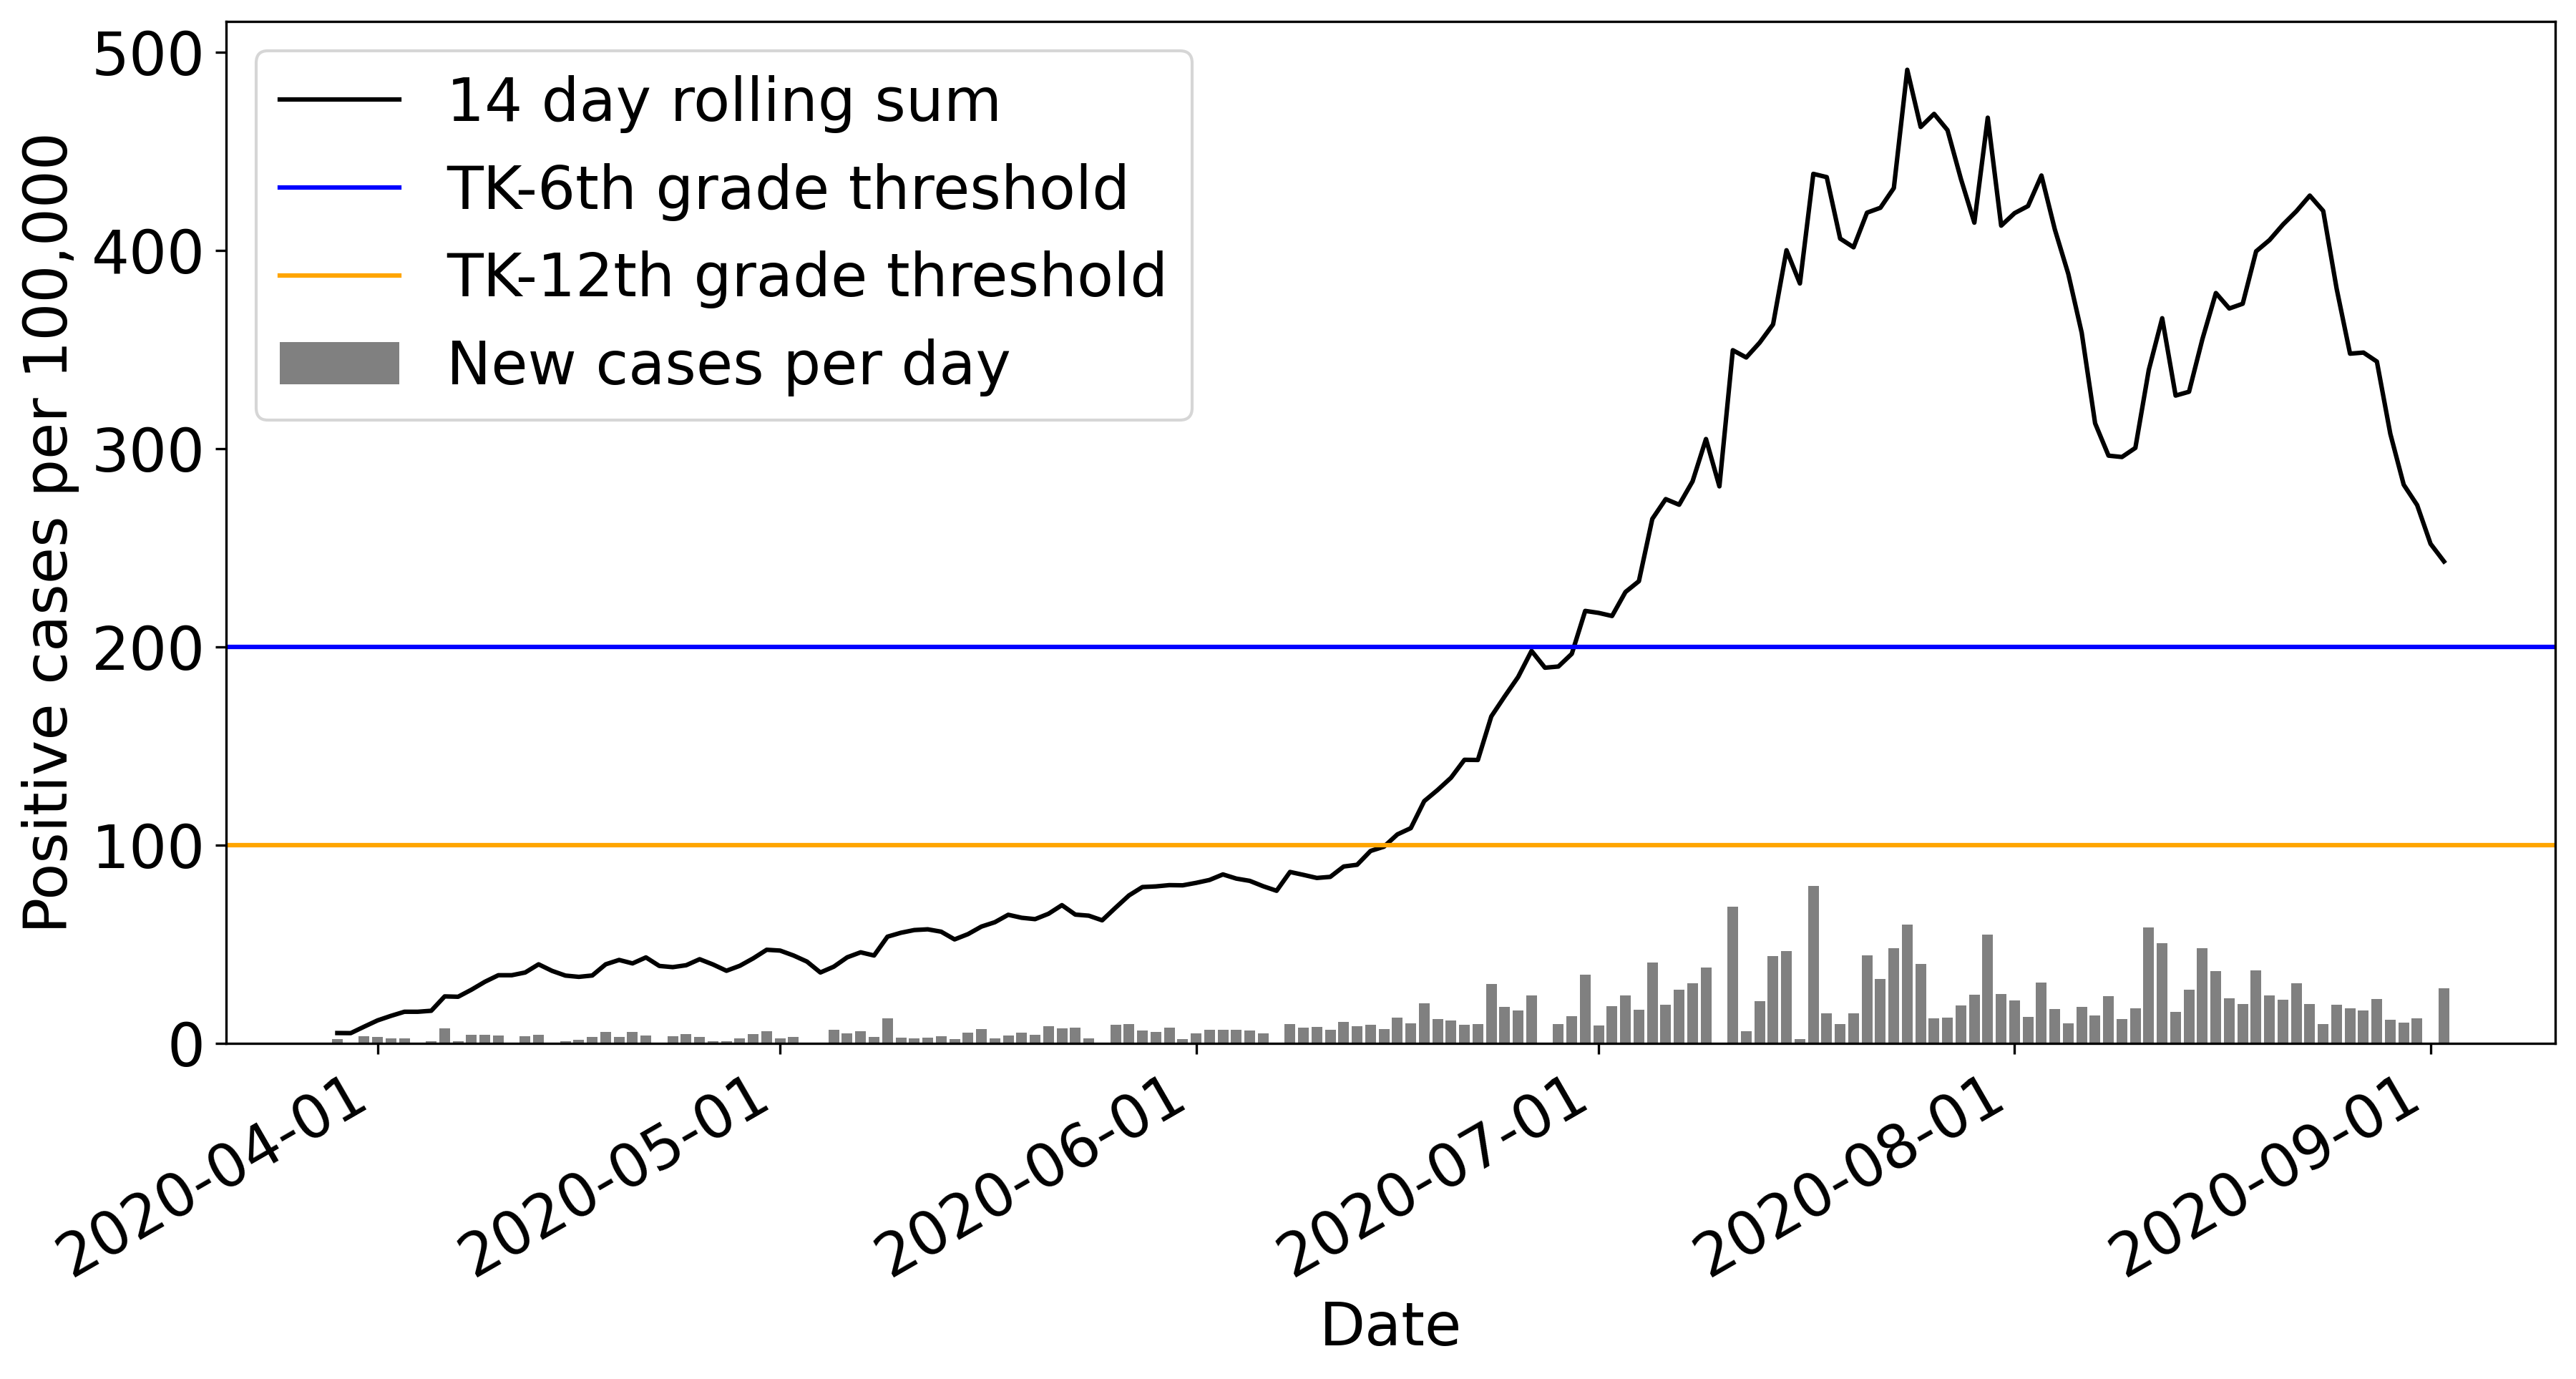 500
400
300
200
100
0
Positive cases per 100,000
14 day rolling sum
TK-6th grade threshold
TK-12th grade threshold
New cases per day
2020-04-01
2020-05-01
2020-06-01
2020-07-01
2020-08-01
2020-09-01
Date